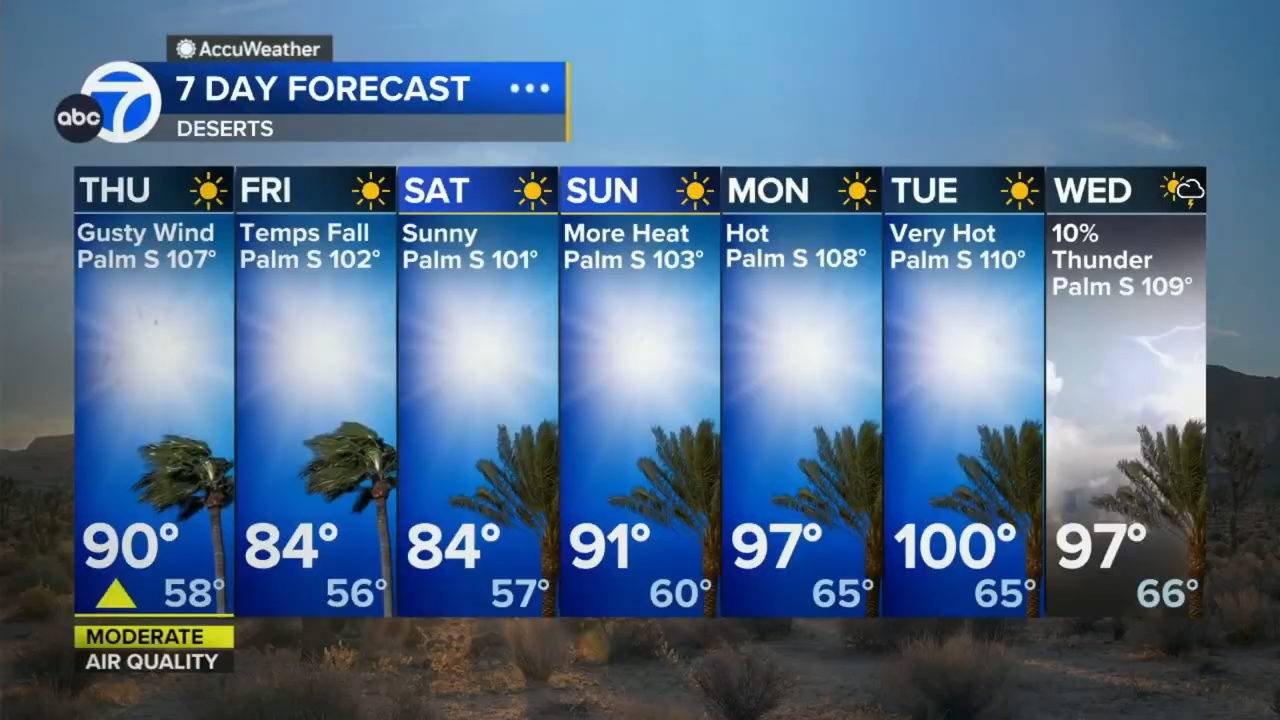 AccuWeather
abc 7
7 DAY FORECAST
DESERTS
THU
Gusty Wind
Palm S 107°
90°
58°
MODERATE
AIR QUALITY
FRI
Temps Fall
Palm S 102°
84°
56°
SAT
Sunny
Palm S 101°
84°
57°
SUN
More Heat
Palm S 103°
91°
60°
MON
Hot
Palm S 108°
97°
65°
TUE
Very Hot
Palm S 110°
100°
65°
WED
10%
Thunder
Palm S 109°
97°
66°